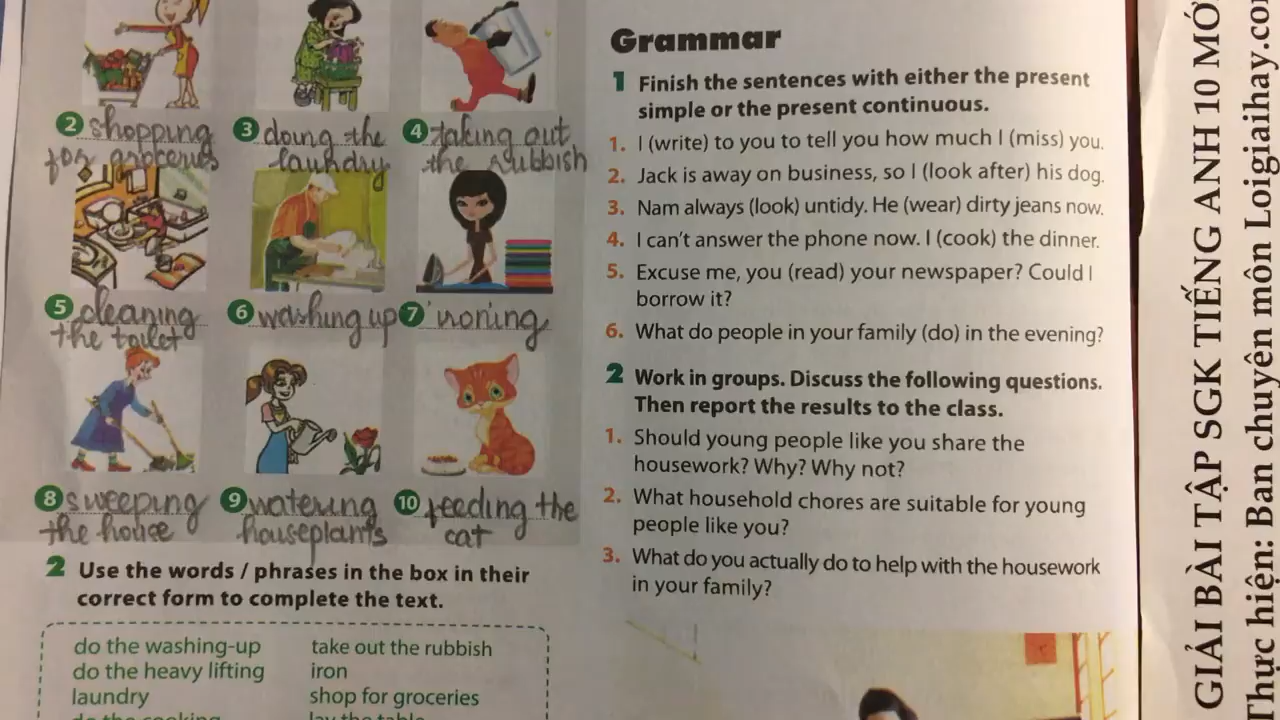 2 shopping
for groceries
3 doing the
laundry
4 taking out
the rubbish
5 cleaning
the toilet
6 washing up
7 ironing
8 sweeping
the house
9 watering
houseplants
10 feeding the
cat
2 Use the words / phrases in the box in their
correct form to complete the text.
do the washing-up
take out the rubbish
do the heavy lifting
iron
laundry
shop for groceries
do the cooking
lay the table
Grammar
1 Finish the sentences with either the present
simple or the present continuous.
1. I (write) to you to tell you how much I (miss) you.
2. Jack is away on business, so I (look after) his dog.
3. Nam always (look) untidy. He (wear) dirty jeans now.
4. I can't answer the phone now. I (cook) the dinner.
5. Excuse me, you (read) your newspaper? Could I
borrow it?
6. What do people in your family (do) in the evening?
2 Work in groups. Discuss the following questions.
Then report the results to the class.
1. Should young people like you share the
housework? Why? Why not?
2. What household chores are suitable for young
people like you?
3. What do you actually do to help with the housework
in your family?
GIẢI BÀI TẬP SGK TIẾNG ANH 10 MỚ
Thực hiện: Ban chuyên môn Loigiaihay.co